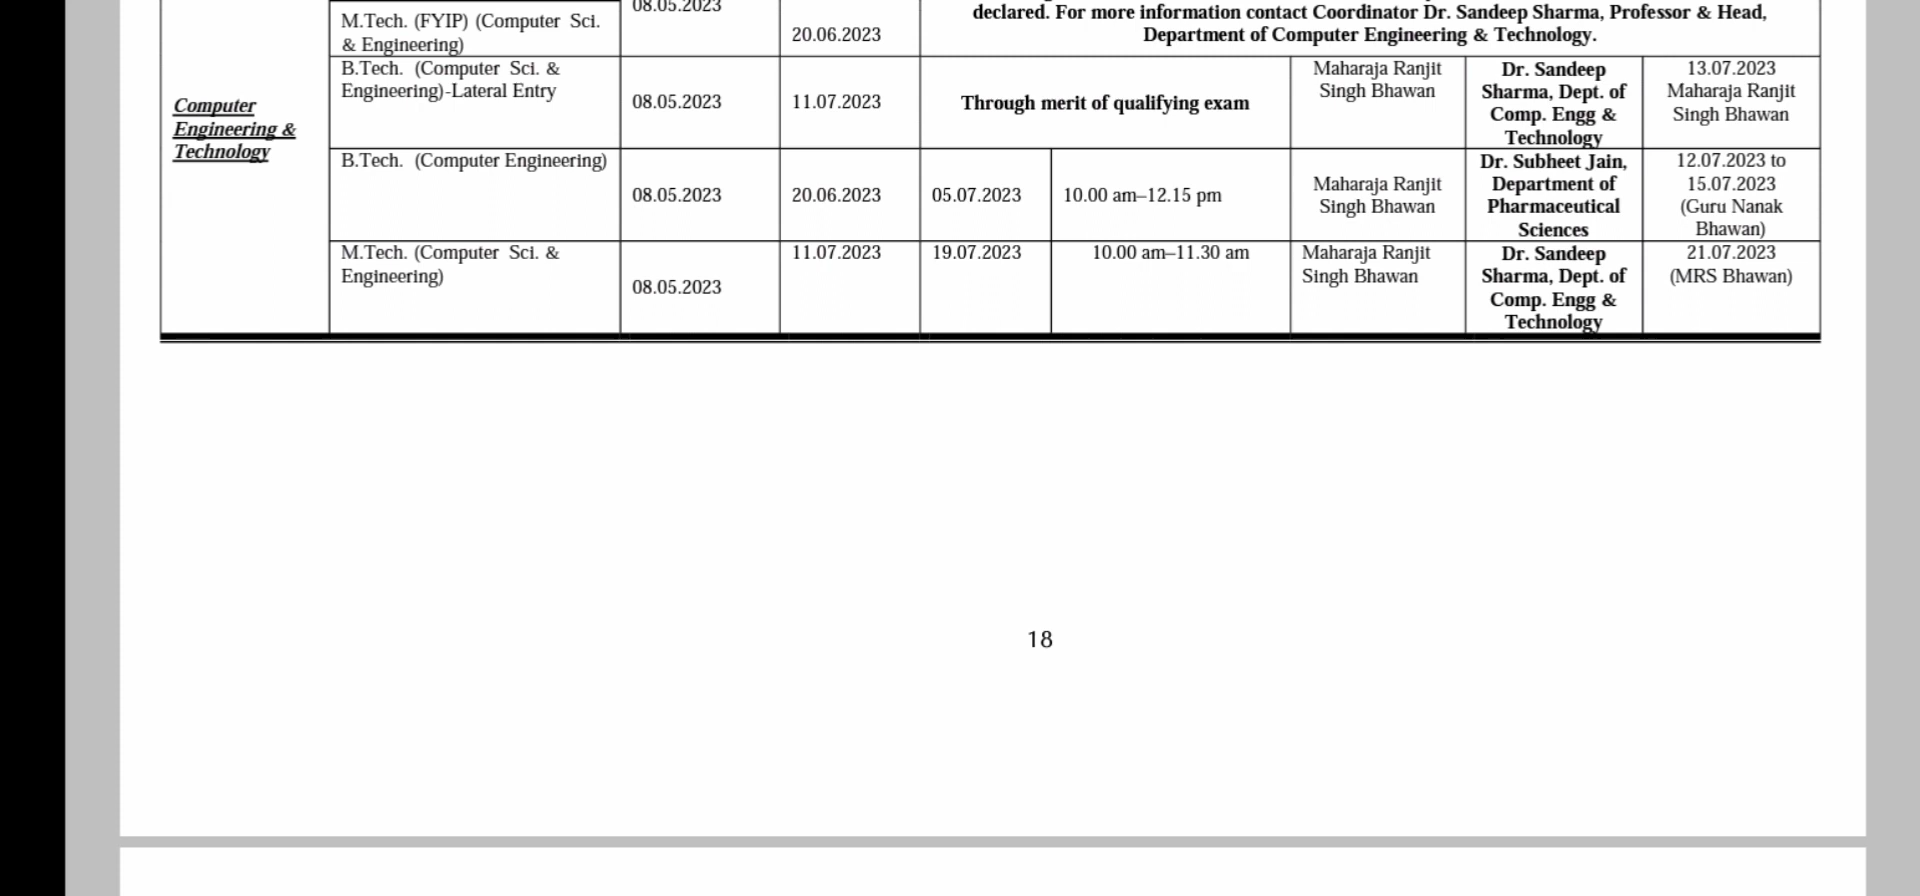 08.05.2023
declared. For more information contact Coordinator Dr. Sandeep Sharma, Professor & Head,
Department of Computer Engineering & Technology.
M.Tech. (FYIP) (Computer Sci.
& Engineering)
20.06.2023
Computer
Engineering &
Technology
B.Tech. (Computer Sci. &
Engineering)-Lateral Entry
08.05.2023
11.07.2023
Through merit of qualifying exam
Maharaja Ranjit
Singh Bhawan
Dr. Sandeep
Sharma, Dept. of
Comp. Engg &
Technology
13.07.2023
Maharaja Ranjit
Singh Bhawan
B.Tech. (Computer Engineering)
08.05.2023
20.06.2023
05.07.2023
10.00 am–12.15 pm
Maharaja Ranjit
Singh Bhawan
Dr. Subheet Jain,
Department of
Pharmaceutical
Sciences
12.07.2023 to
15.07.2023
(Guru Nanak
Bhawan)
M.Tech. (Computer Sci. &
Engineering)
08.05.2023
11.07.2023
19.07.2023
10.00 am–11.30 am
Maharaja Ranjit
Singh Bhawan
Dr. Sandeep
Sharma, Dept. of
Comp. Engg &
Technology
21.07.2023
(MRS Bhawan)
18